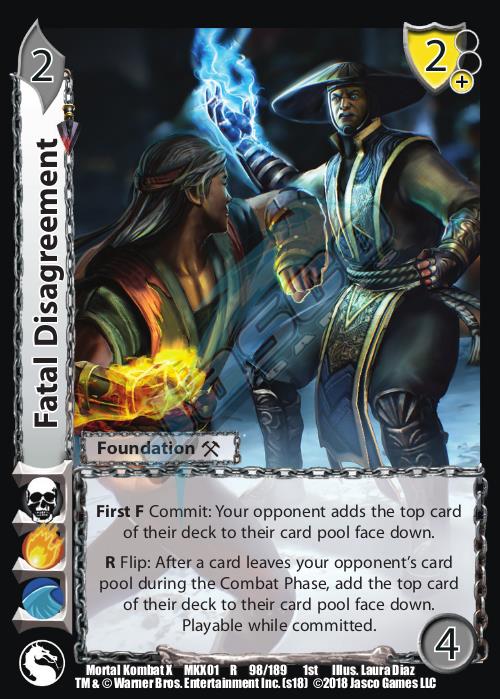 2
2
+
Fatal Disagreement
Foundation
First F Commit: Your opponent adds the top card
of their deck to their card pool face down.
R Flip: After a card leaves your opponent's card
pool during the Combat Phase, add the top card
of their deck to their card pool face down.
Playable while committed.
4
Mortal Kombat X MKX01 R 98/189 1st Illus. Laura Diaz
TM & © Warner Bros. Entertainment Inc. (s18) ©2018 Jasco Games LLC